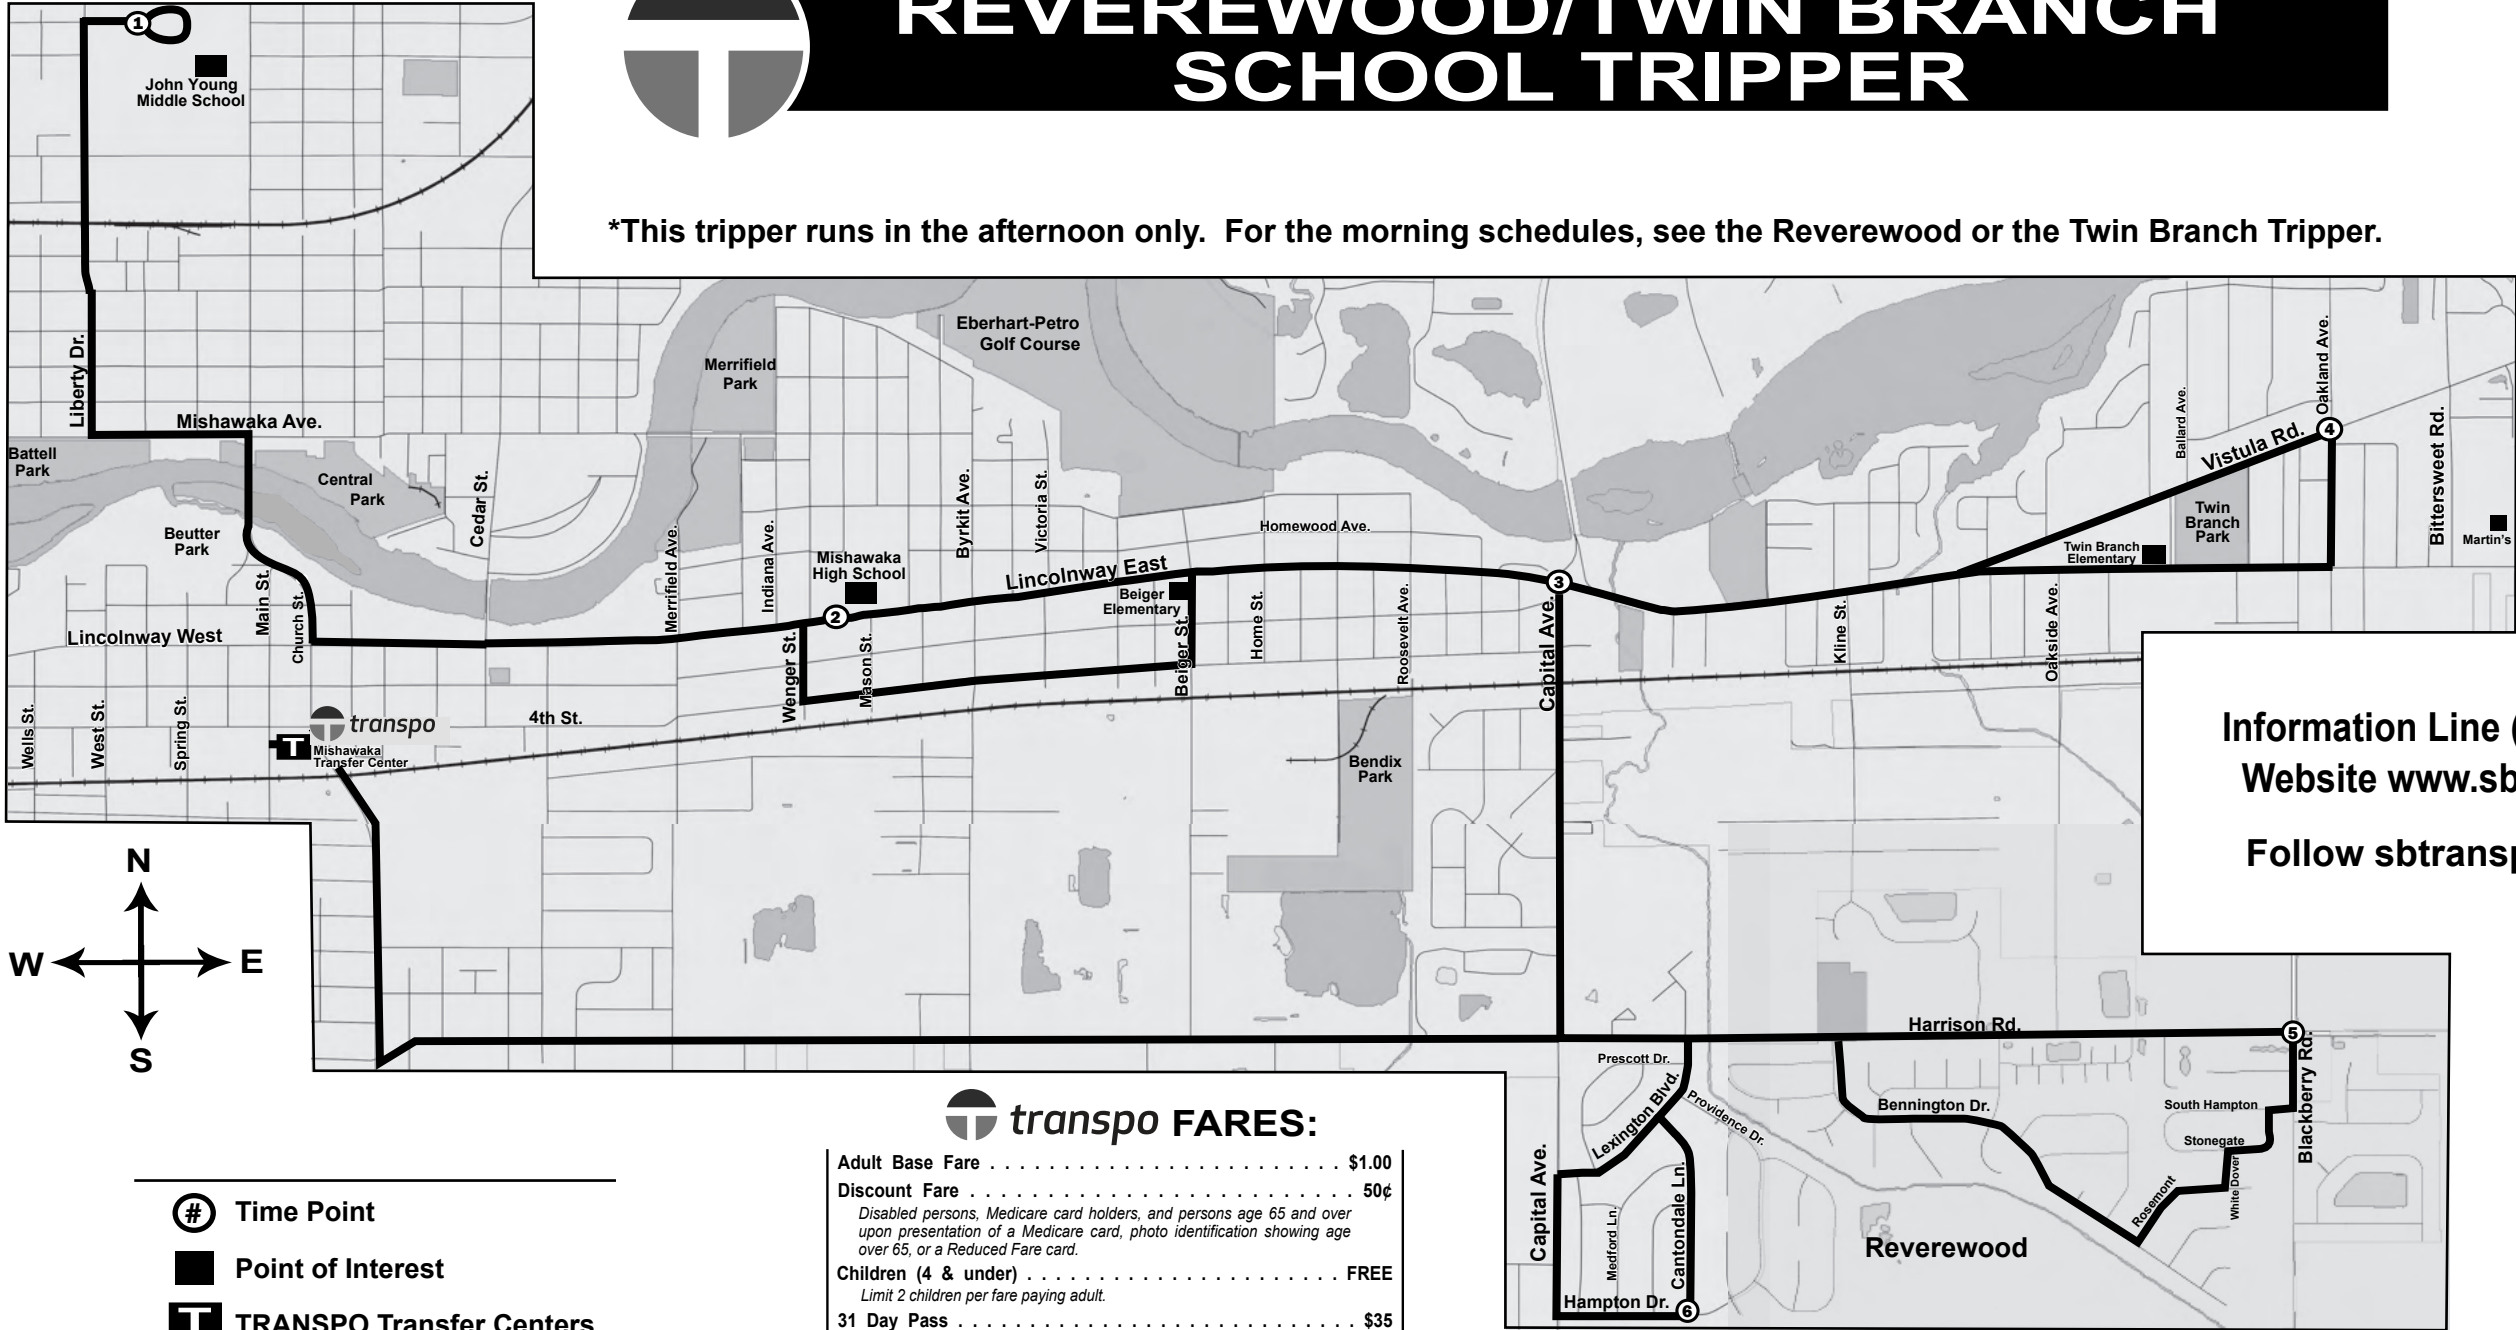 REVEREWOOD/TWIN BRANCH
SCHOOL TRIPPER
*This tripper runs in the afternoon only. For the morning schedules, see the Reverewood or the Twin Branch Tripper.
1
John Young
Middle School
Liberty Dr.
Mishawaka Ave.
Battell
Park
Central
Park
Beutter
Park
Cedar St.
Main St.
Church St.
Lincolnway West
Wells St.
West St.
Spring St.
transpo
T
Mishawaka
Transfer Center
4th St.
Merrifield
Park
Merrifield Ave.
Indiana Ave.
Mishawaka
High School
2
Wenger St.
Mason St.
Byrkit Ave.
Victoria St.
Eberhart-Petro
Golf Course
Lincolnway East
Beiger
Elementary
Beiger St.
Homewood Ave.
Home St.
Roosevelt Ave.
Bendix
Park
3
Capital Ave.
Kline St.
Oakside Ave.
Twin Branch
Elementary
Twin
Branch
Park
Ballard Ave.
Vistula Rd.
Oakland Ave.
4
Bittersweet Rd.
Martin's
Information Line (
Website www.sb
Follow sbtransp
N
W
E
S
Harrison Rd.
5
Blackberry Rd.
Prescott Dr.
Lexington Blvd.
Providence Dr.
Bennington Dr.
South Hampton
Stonegate
White Dover
Rosemont
Reverewood
Capital Ave.
Medford Ln.
Cantondale Ln.
Hampton Dr.
6
# Time Point
Point of Interest
T TRANSPO Transfer Centers
transpo FARES:
Adult Base Fare . . . . . . . . . . . . . . . . . . . . . . . . $1.00
Discount Fare . . . . . . . . . . . . . . . . . . . . . . . . . . 50¢
Disabled persons, Medicare card holders, and persons age 65 and over
upon presentation of a Medicare card, photo identification showing age
over 65, or a Reduced Fare card.
Children (4 & under) . . . . . . . . . . . . . . . . . . . . . . FREE
Limit 2 children per fare paying adult.
31 Day Pass . . . . . . . . . . . . . . . . . . . . . . . . . . . . $35